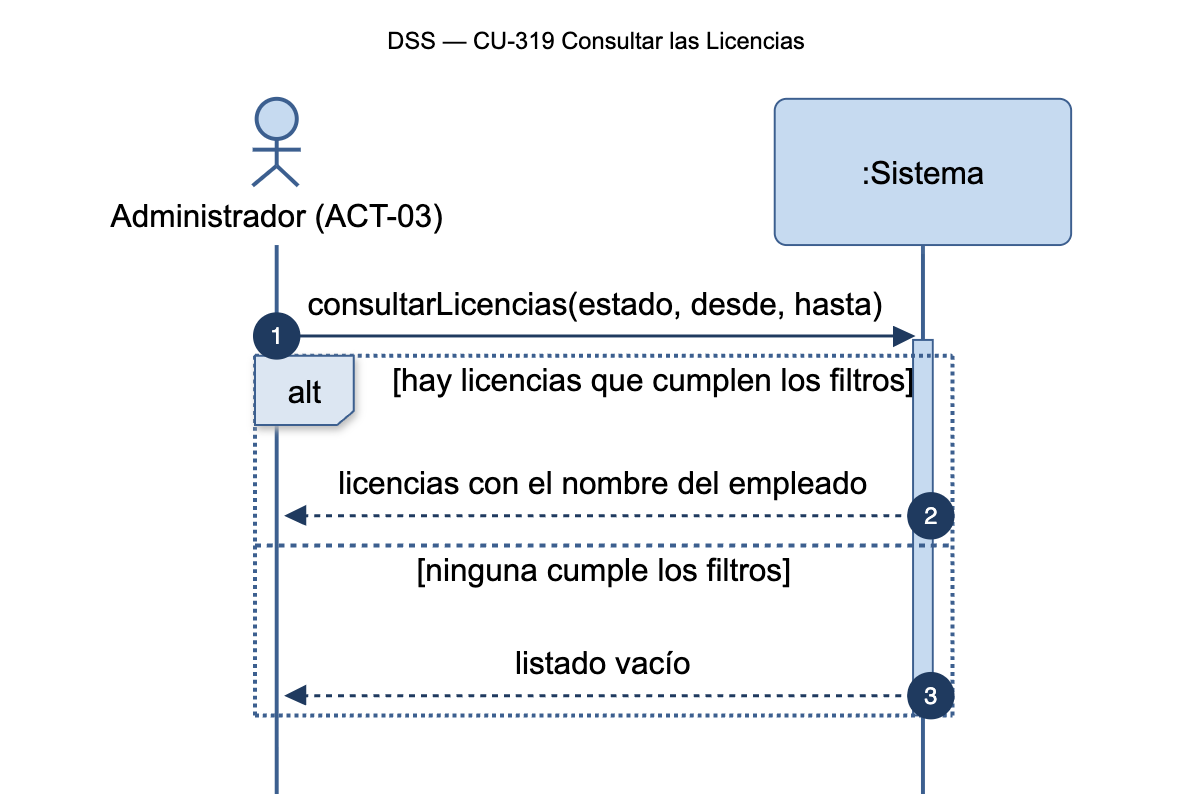 DSS — CU-319 Consultar las Licencias
Administrador (ACT-03)
:Sistema
consultarLicencias(estado, desde, hasta)
1
alt
[hay licencias que cumplen los filtros]
licencias con el nombre del empleado
2
[ninguna cumple los filtros]
listado vacío
3